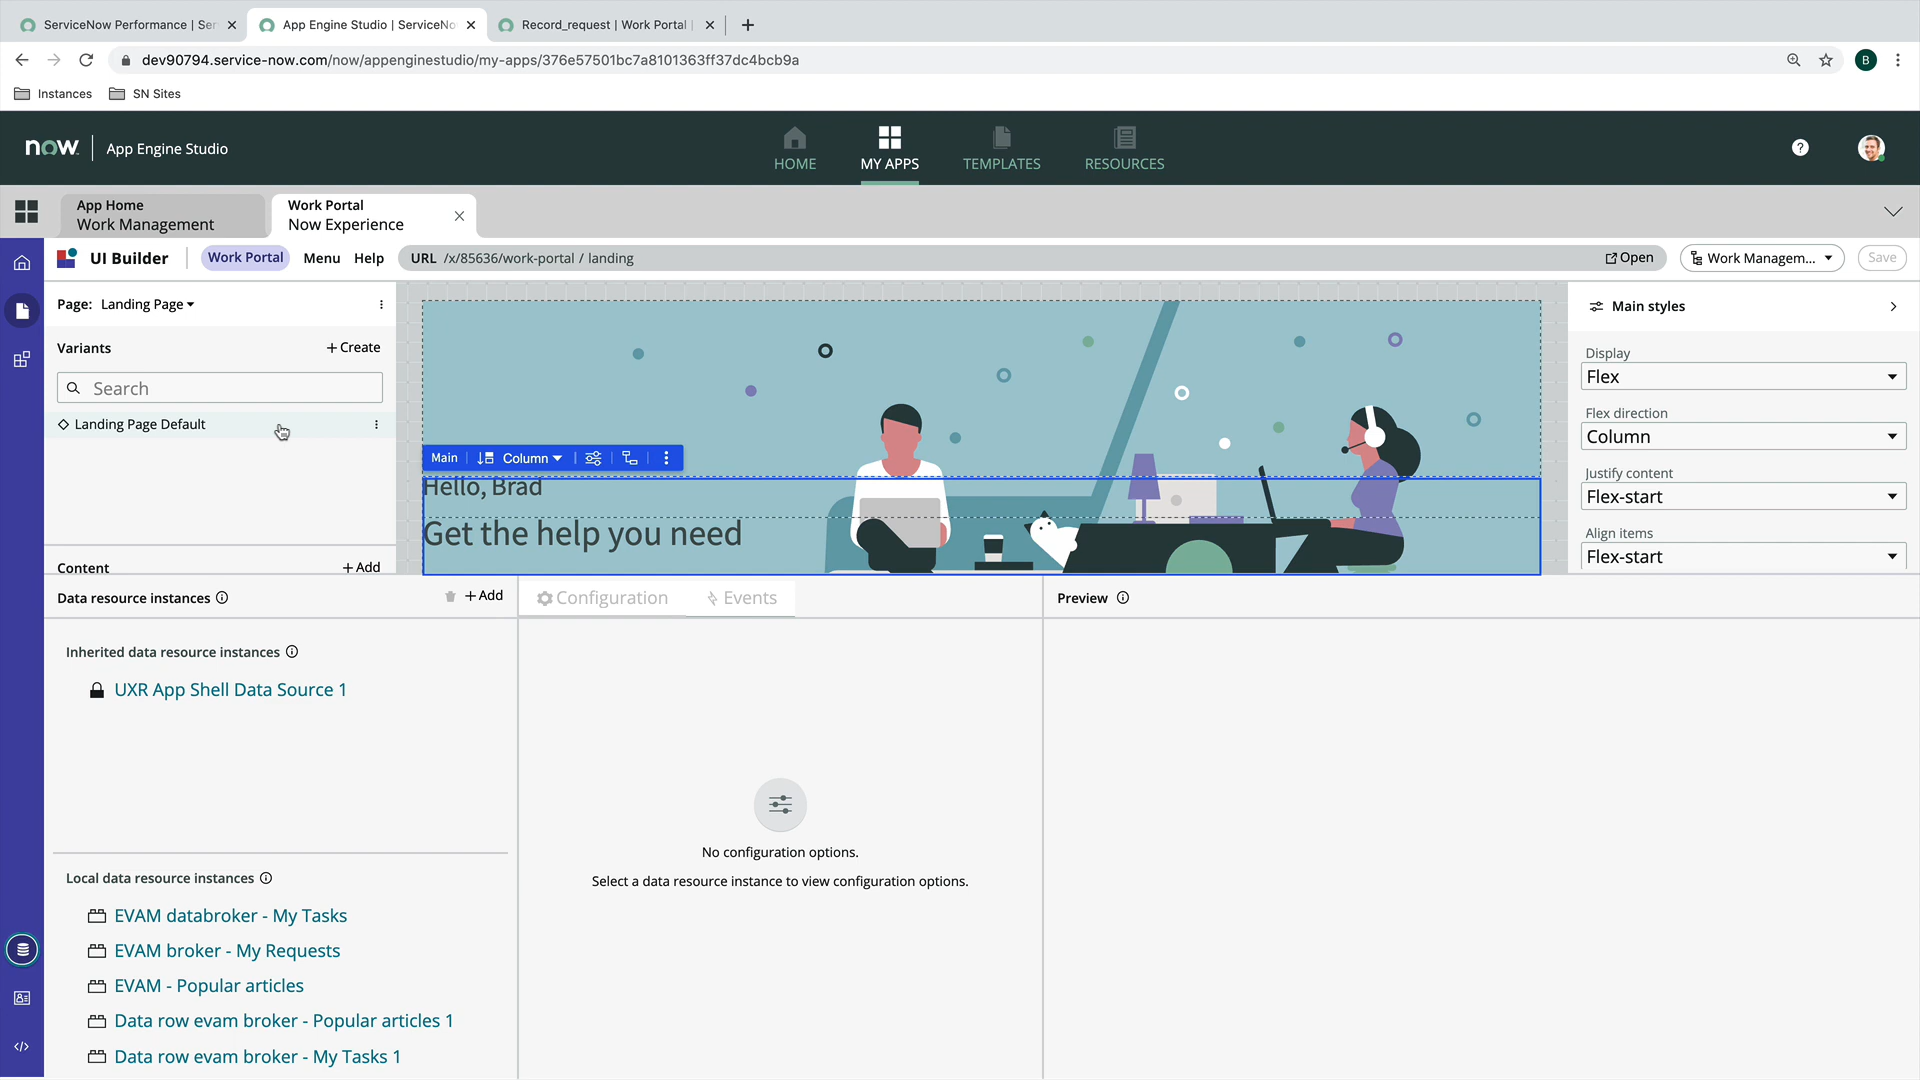 ServiceNow Performance | Ser
App Engine Studio | ServiceNo
Record_request | Work Portal |
dev90794.service-now.com/now/appenginestudio/my-apps/376e57501bc7a8101363ff37dc4bcb9a
B
Instances
SN Sites
now
App Engine Studio
HOME
MY APPS
TEMPLATES
RESOURCES
App Home
Work Management
Work Portal
Now Experience
UI Builder
Work Portal
Menu
Help
URL /x/85636/work-portal / landing
Open
Work Managem...
Save
Page: Landing Page
Variants
+ Create
Search
Landing Page Default
Content
+ Add
Main
Column
Hello, Brad
Get the help you need
Main styles
Display
Flex
Flex direction
Column
Justify content
Flex-start
Align items
Flex-start
Data resource instances
+ Add
Configuration
Events
Preview
Inherited data resource instances
UXR App Shell Data Source 1
No configuration options.
Select a data resource instance to view configuration options.
Local data resource instances
EVAM databroker - My Tasks
EVAM broker - My Requests
EVAM - Popular articles
Data row evam broker - Popular articles 1
Data row evam broker - My Tasks 1